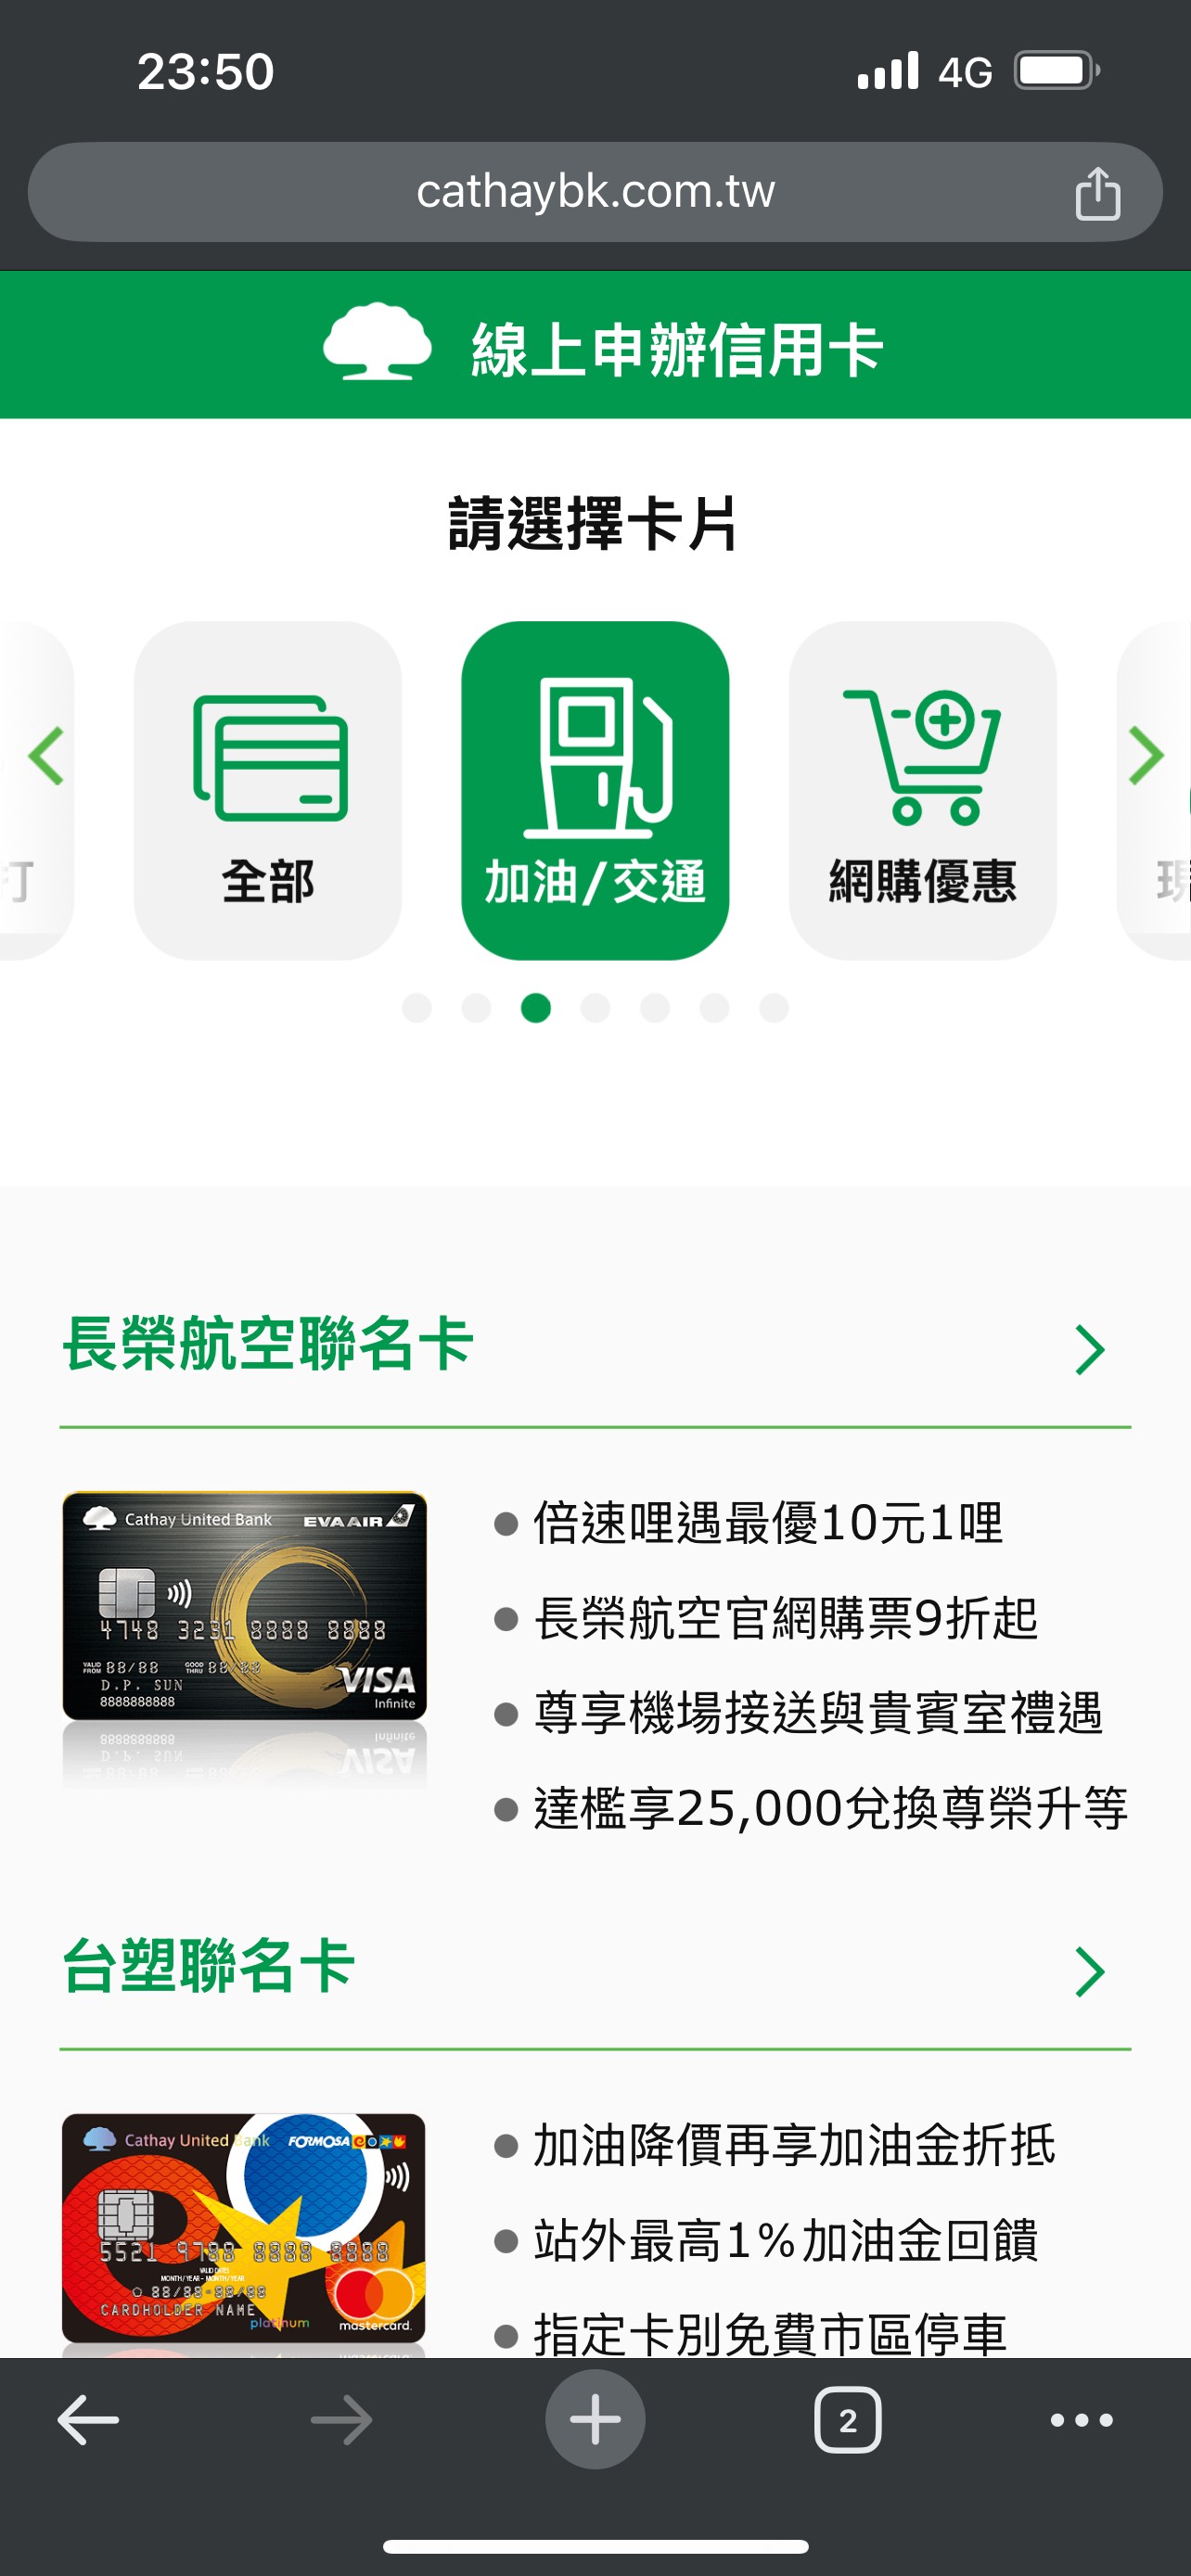 23:50
4G
cathaybk.com.tw
線上申辦信用卡
請選擇卡片
打
全部
加油/交通
網購優惠
長榮航空聯名卡
Cathay United Bank
EVA AIR
4748 3231 8888 8888
VALID FROM 88/88 GOOD THRU 88/88
D.P. SUN
8888888888
VISA
Infinite
倍速哩遇最優10元1哩
長榮航空官網購票9折起
尊享機場接送與貴賓室禮遇
達檻享25,000兌換尊榮升等
台塑聯名卡
Cathay United Bank
FORMOSA
5521 9788 8888 8888
VALID DATES
MONTH/YEAR - MONTH/YEAR
88/88-88/88
CARDHOLDER NAME
platinum
mastercard.
加油降價再享加油金折抵
站外最高1%加油金回饋
指定卡別免費市區停車
2